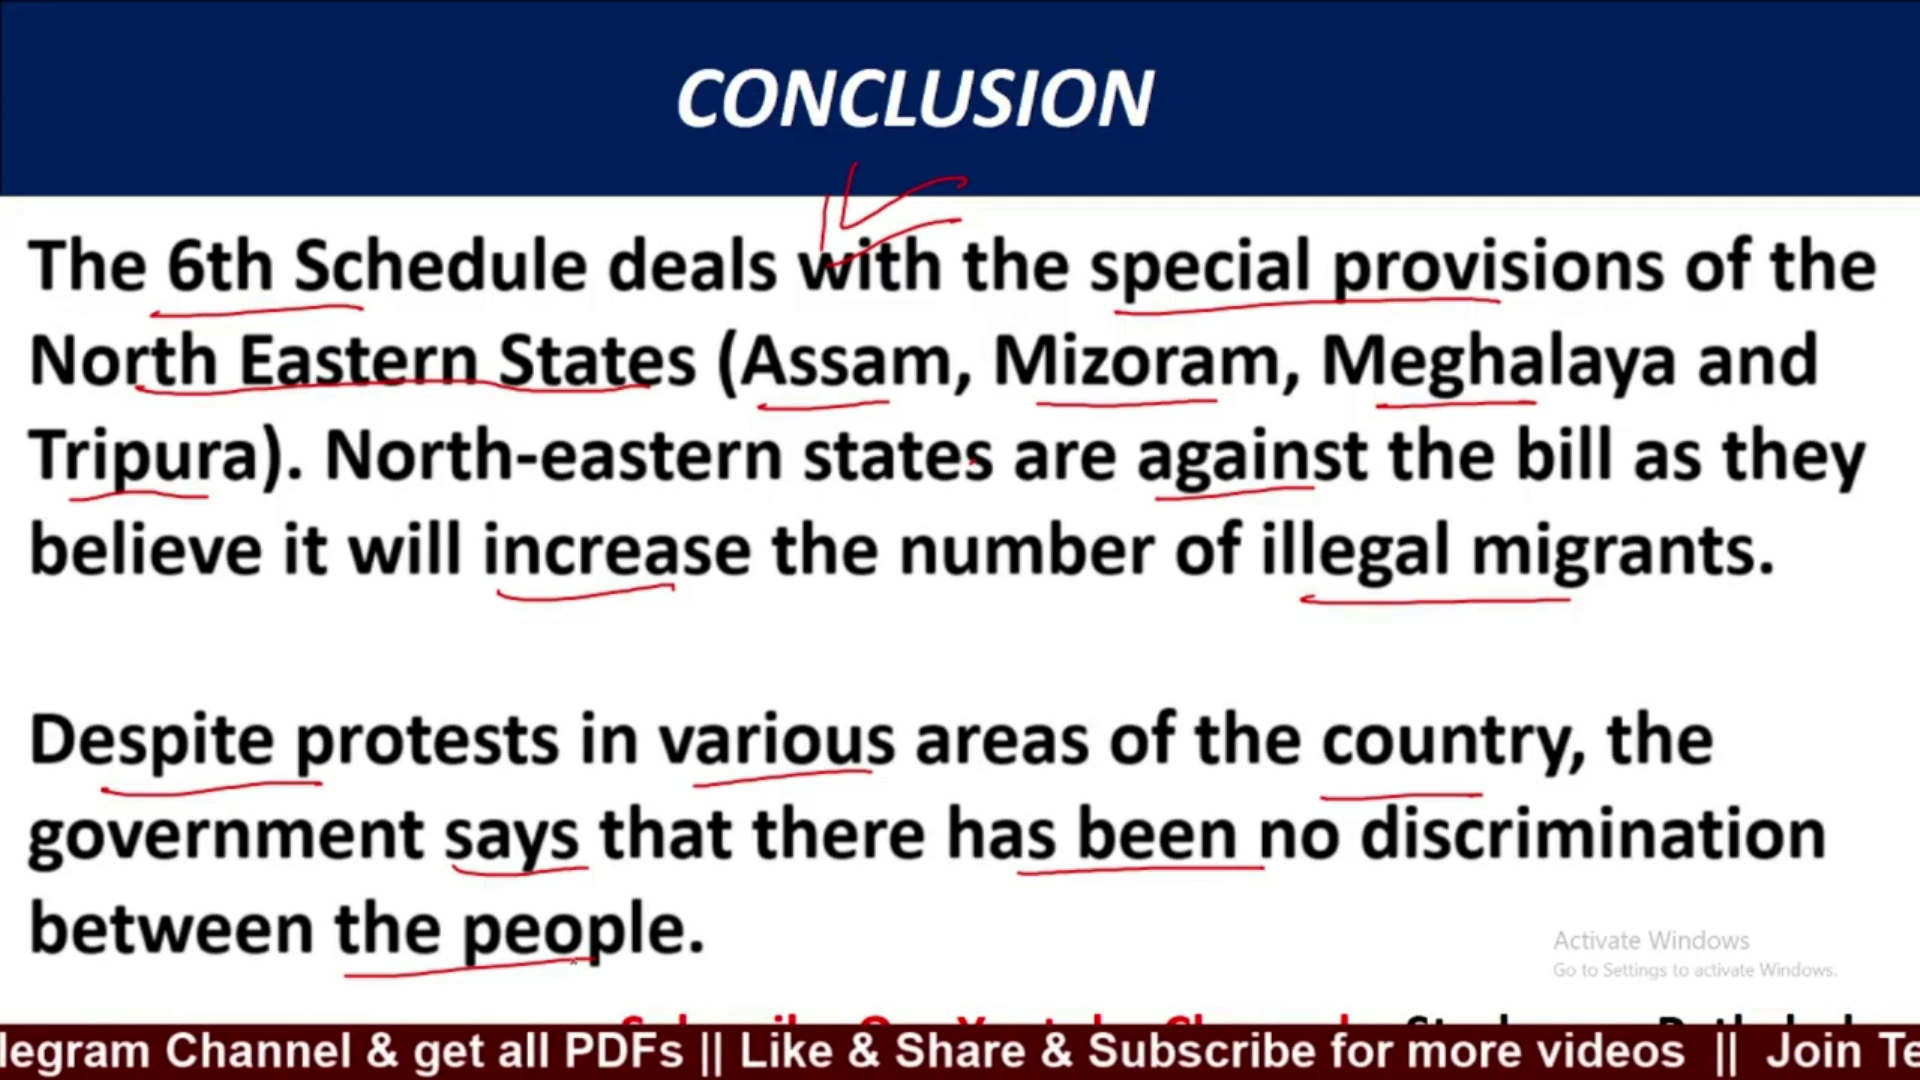 CONCLUSION
The 6th Schedule deals with the special provisions of the
North Eastern States (Assam, Mizoram, Meghalaya and
Tripura). North-eastern states are against the bill as they
believe it will increase the number of illegal migrants.
Despite protests in various areas of the country, the
government says that there has been no discrimination
between the people.
Activate Windows
Go to Settings to activate Windows.
legram Channel & get all PDFs || Like & Share & Subscribe for more videos || Join Te